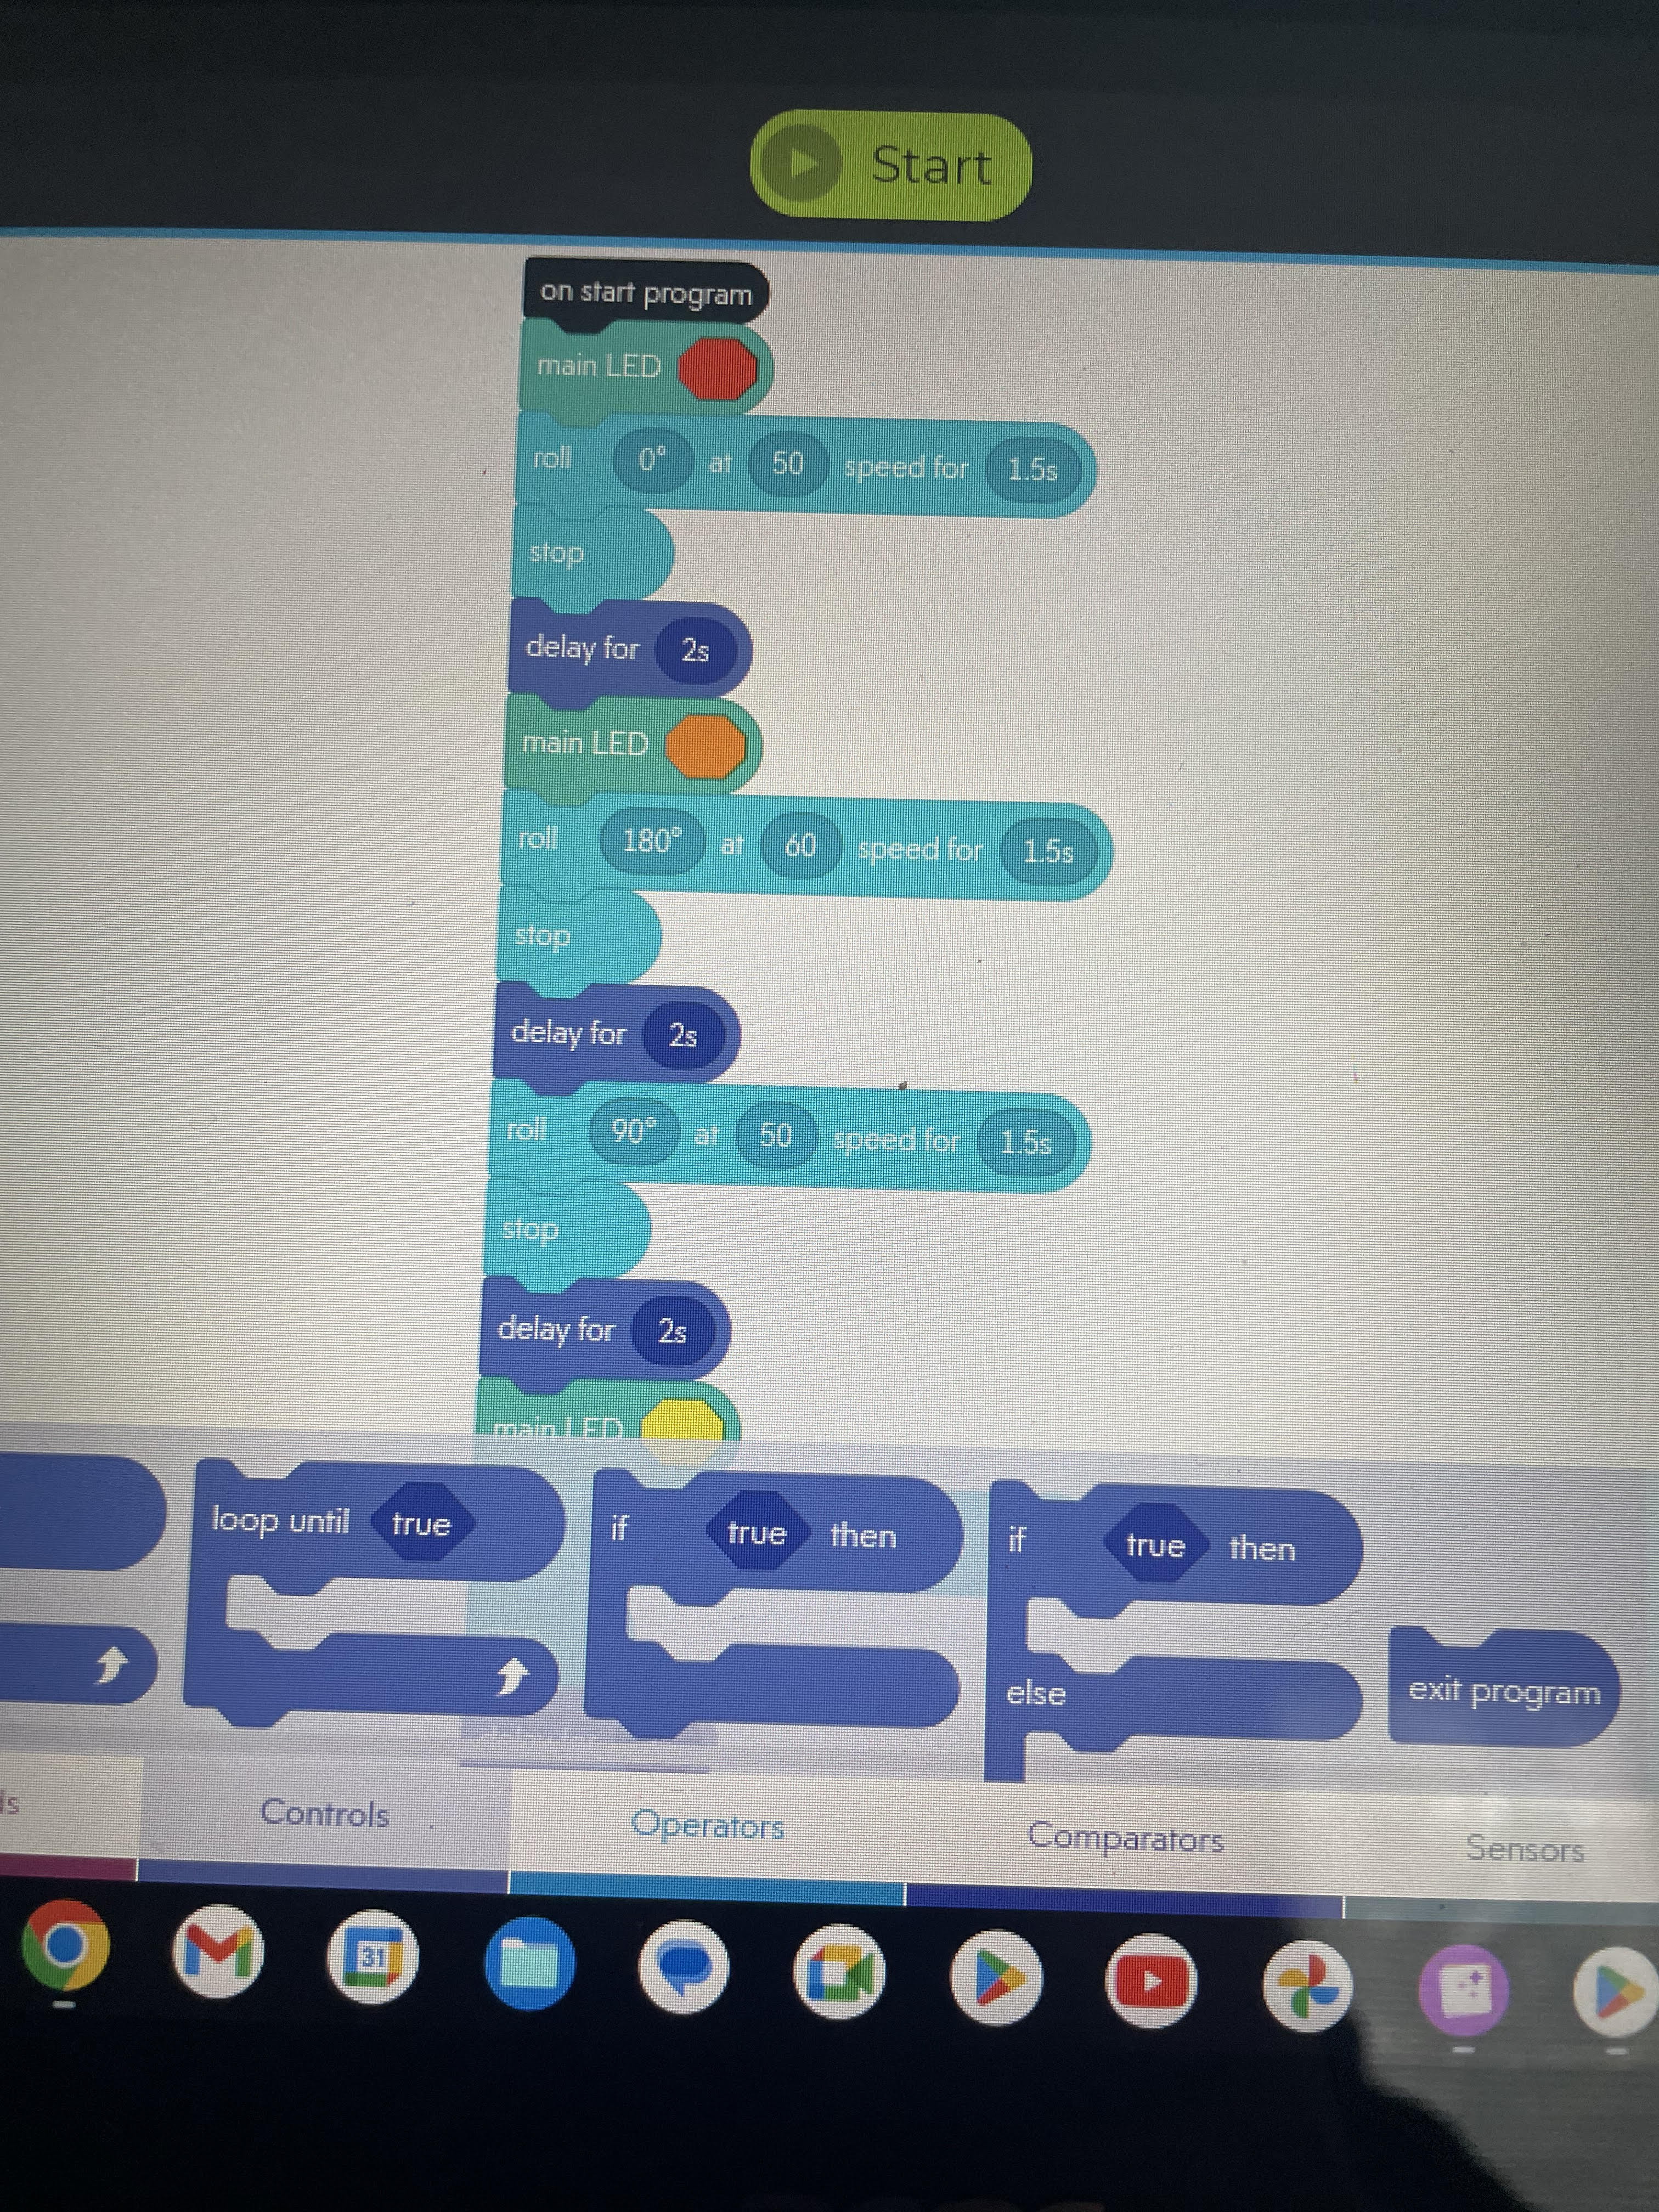 Start
on start program
main LED
roll 0° at 50 speed for 1.5s
stop
delay for 2s
main LED
roll 180° at 60 speed for 1.5s
stop
delay for 2s
roll 90° at 50 speed for 1.5s
stop
delay for 2s
main LED
loop until true
if true then
if true then
else
exit program
ls
Controls
Operators
Comparators
Sensors
31